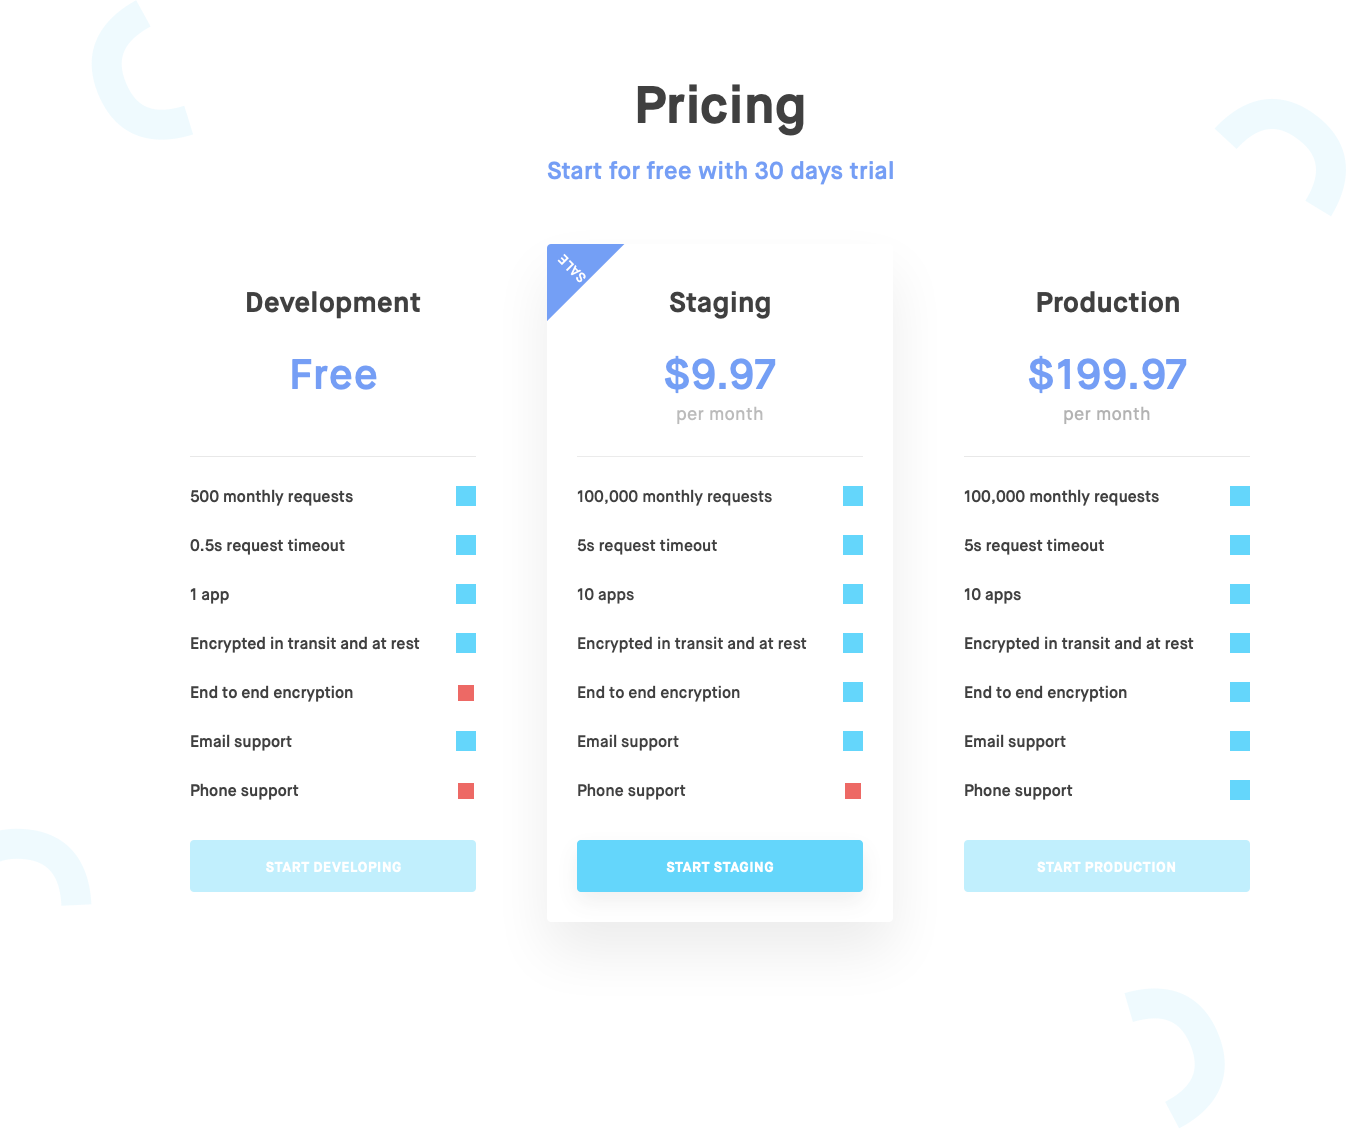 Pricing
Start for free with 30 days trial
Development
Free
500 monthly requests
0.5s request timeout
1 app
Encrypted in transit and at rest
End to end encryption
Email support
Phone support
START DEVELOPING
SALE
Staging
$9.97
per month
100,000 monthly requests
5s request timeout
10 apps
Encrypted in transit and at rest
End to end encryption
Email support
Phone support
START STAGING
Production
$199.97
per month
100,000 monthly requests
5s request timeout
10 apps
Encrypted in transit and at rest
End to end encryption
Email support
Phone support
START PRODUCTION